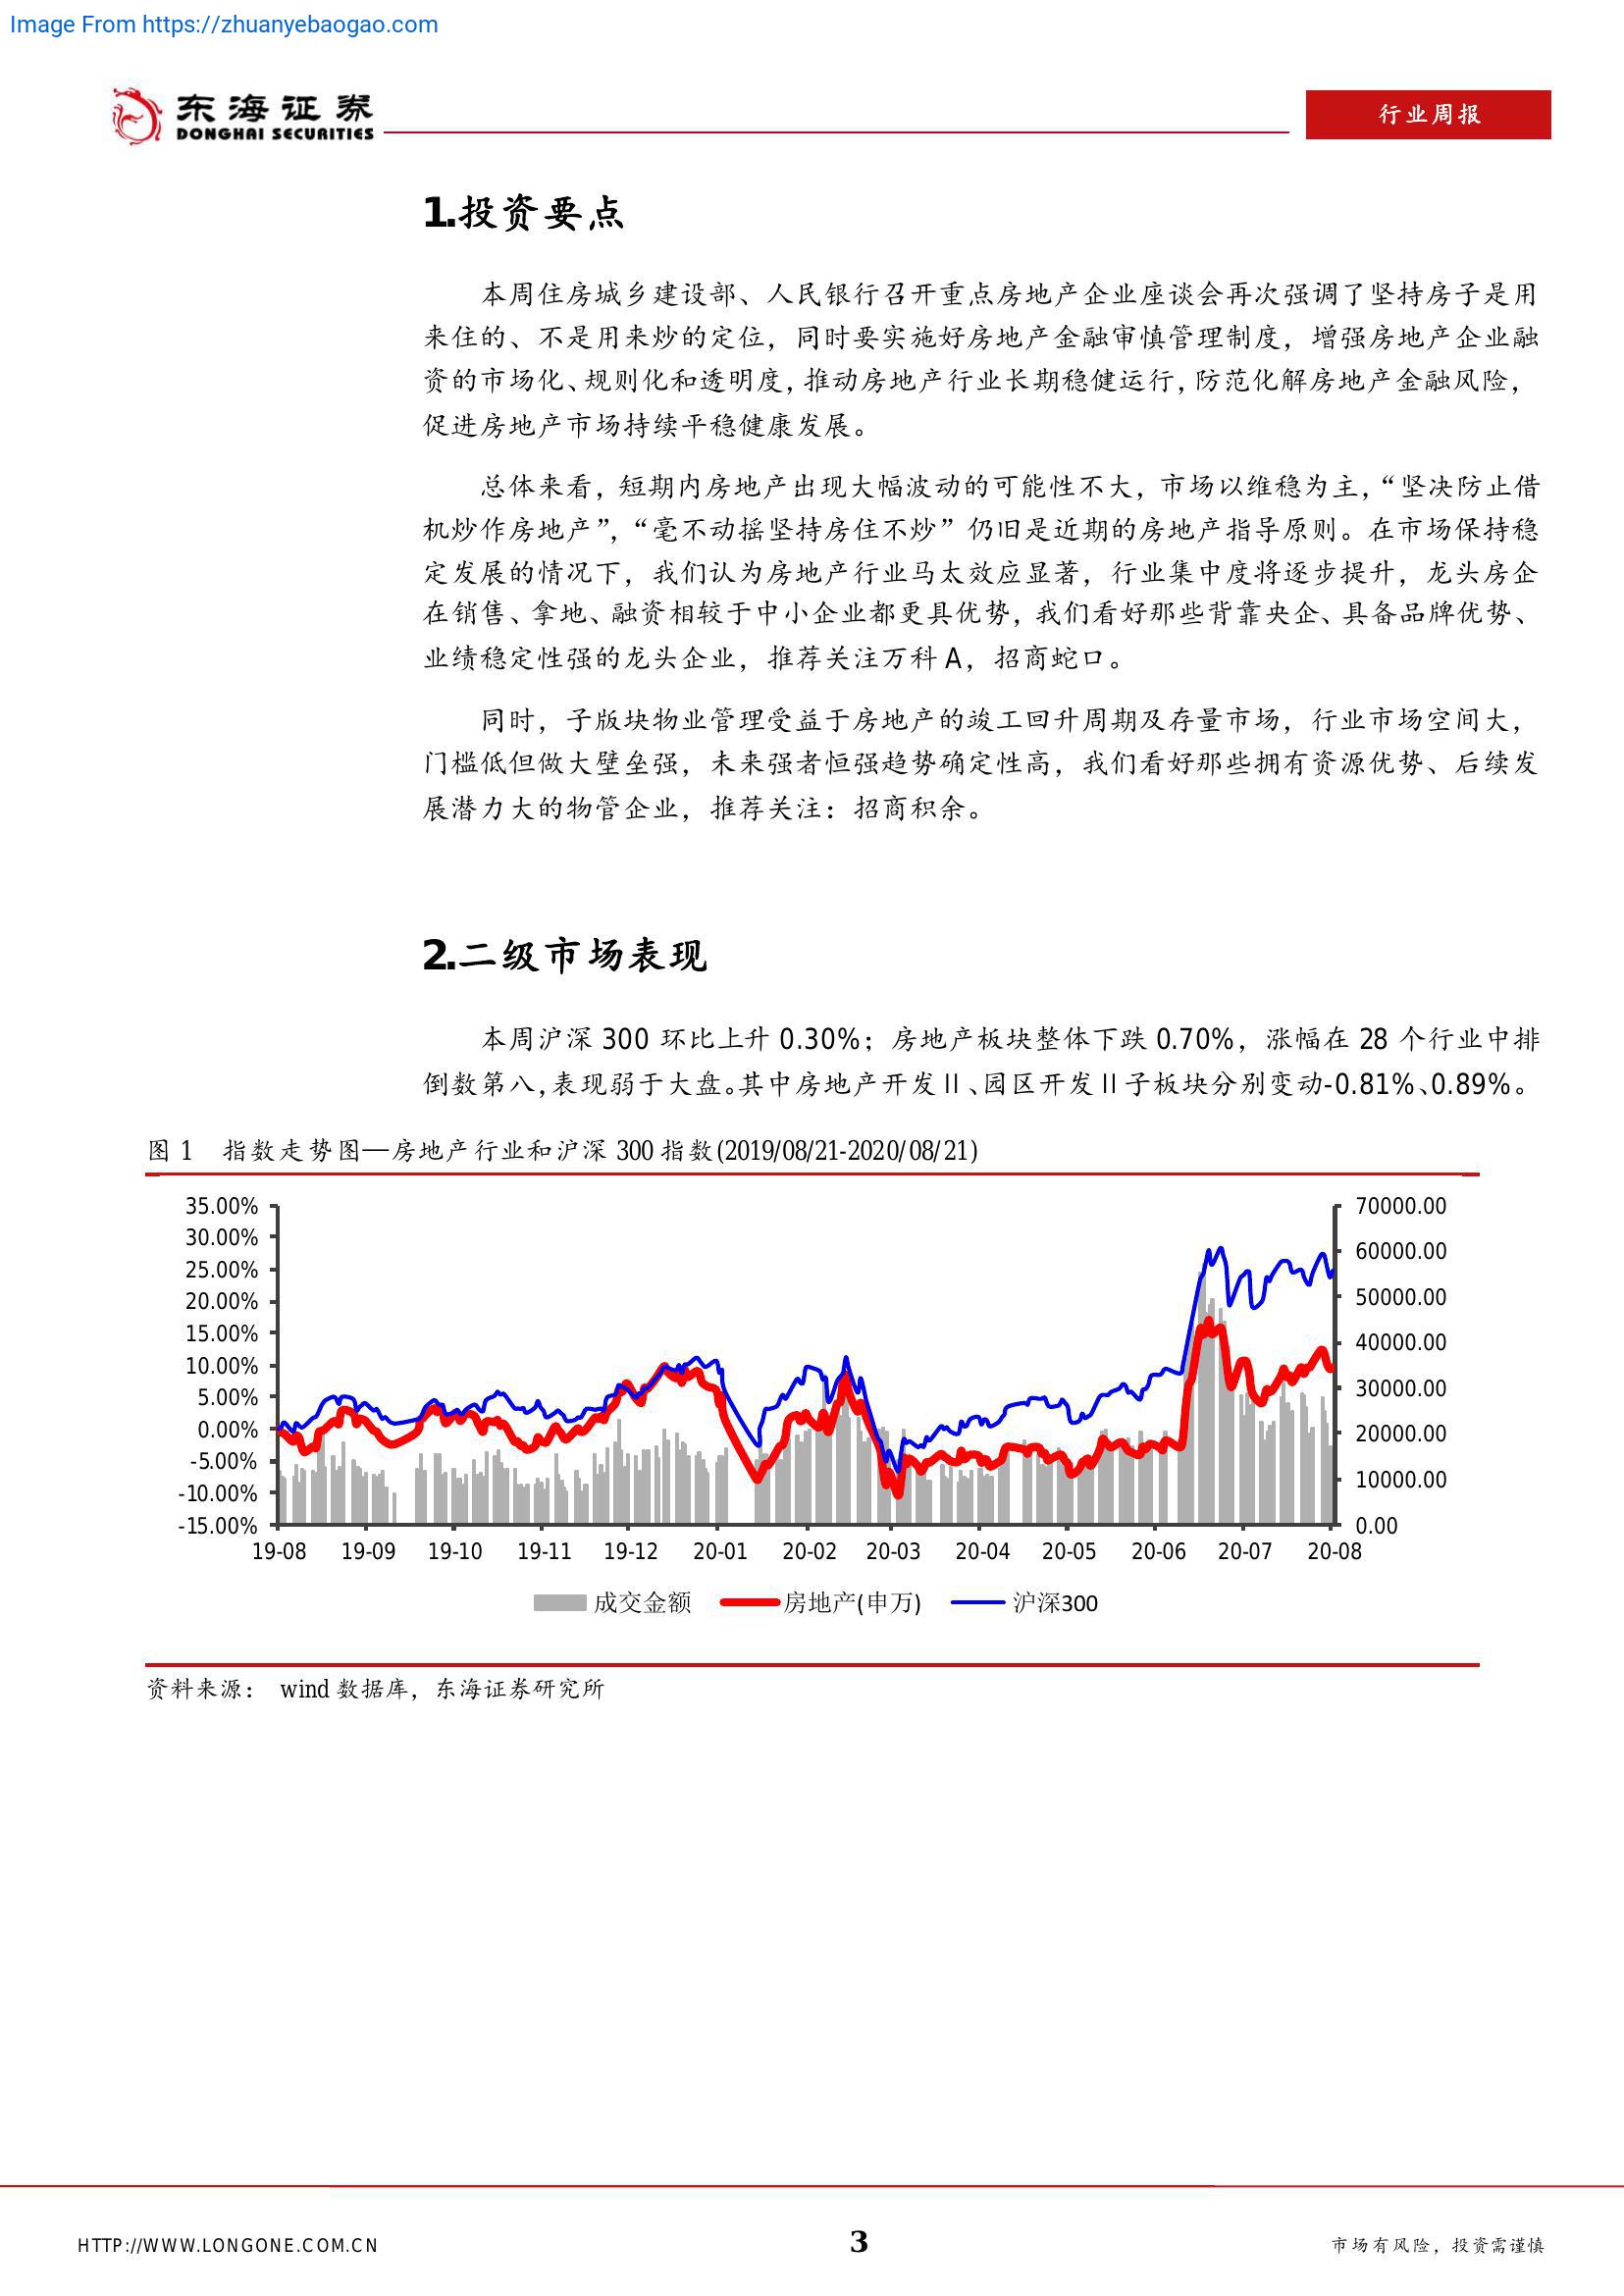 Image From https://zhuanyebaogao.com
东海证券
DONGHAI SECURITIES
行业周报
1.投资要点
本周住房城乡建设部、人民银行召开重点房地产企业座谈会再次强调了坚持房子是用
来住的、不是用来炒的定位，同时要实施好房地产金融审慎管理制度，增强房地产企业融
资的市场化、规则化和透明度，推动房地产行业长期稳健运行，防范化解房地产金融风险，
促进房地产市场持续平稳健康发展。
总体来看，短期内房地产出现大幅波动的可能性不大，市场以维稳为主，“坚决防止借
机炒作房地产”，“毫不动摇坚持房住不炒”仍旧是近期的房地产指导原则。在市场保持稳
定发展的情况下，我们认为房地产行业马太效应显著，行业集中度将逐步提升，龙头房企
在销售、拿地、融资相较于中小企业都更具优势，我们看好那些背靠央企、具备品牌优势、
业绩稳定性强的龙头企业，推荐关注万科 A，招商蛇口。
同时，子版块物业管理受益于房地产的竣工回升周期及存量市场，行业市场空间大，
门槛低但做大壁垒强，未来强者恒强趋势确定性高，我们看好那些拥有资源优势、后续发
展潜力大的物管企业，推荐关注：招商积余。
2.二级市场表现
本周沪深 300 环比上升 0.30%；房地产板块整体下跌 0.70%，涨幅在 28 个行业中排
倒数第八，表现弱于大盘。其中房地产开发Ⅱ、园区开发Ⅱ子板块分别变动-0.81%、0.89%。
图 1 指数走势图—房地产行业和沪深 300 指数(2019/08/21-2020/08/21)
35.00% 70000.00
30.00% 60000.00
25.00%
20.00% 50000.00
15.00% 40000.00
10.00%
5.00% 30000.00
0.00% 20000.00
-5.00%
-10.00% 10000.00
-15.00% 0.00
19-08 19-09 19-10 19-11 19-12 20-01 20-02 20-03 20-04 20-05 20-06 20-07 20-08
成交金额 房地产(申万) 沪深300
资料来源： wind 数据库，东海证券研究所
HTTP://WWW.LONGONE.COM.CN 3 市场有风险，投资需谨慎